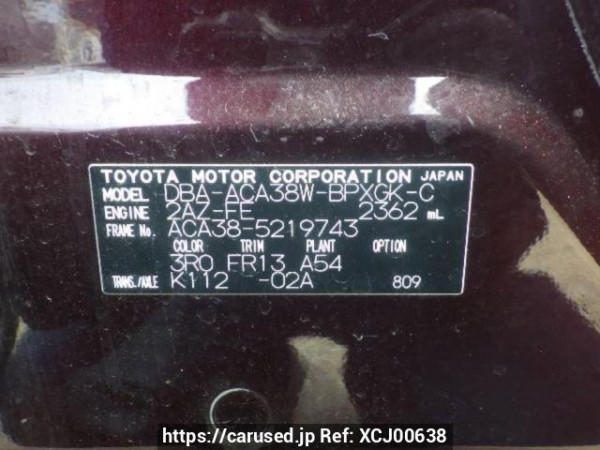 TOYOTA MOTOR CORPORATION JAPAN
MODEL DBA-ACA38W-BPXGK-C
ENGINE 2AZ-FE 2362 mL
FRAME No. ACA38-5219743
COLOR TRIM PLANT OPTION
3R0 FR13 A54
TRANS./AXLE K112 -02A 809
https://carused.jp Ref: XCJ00638